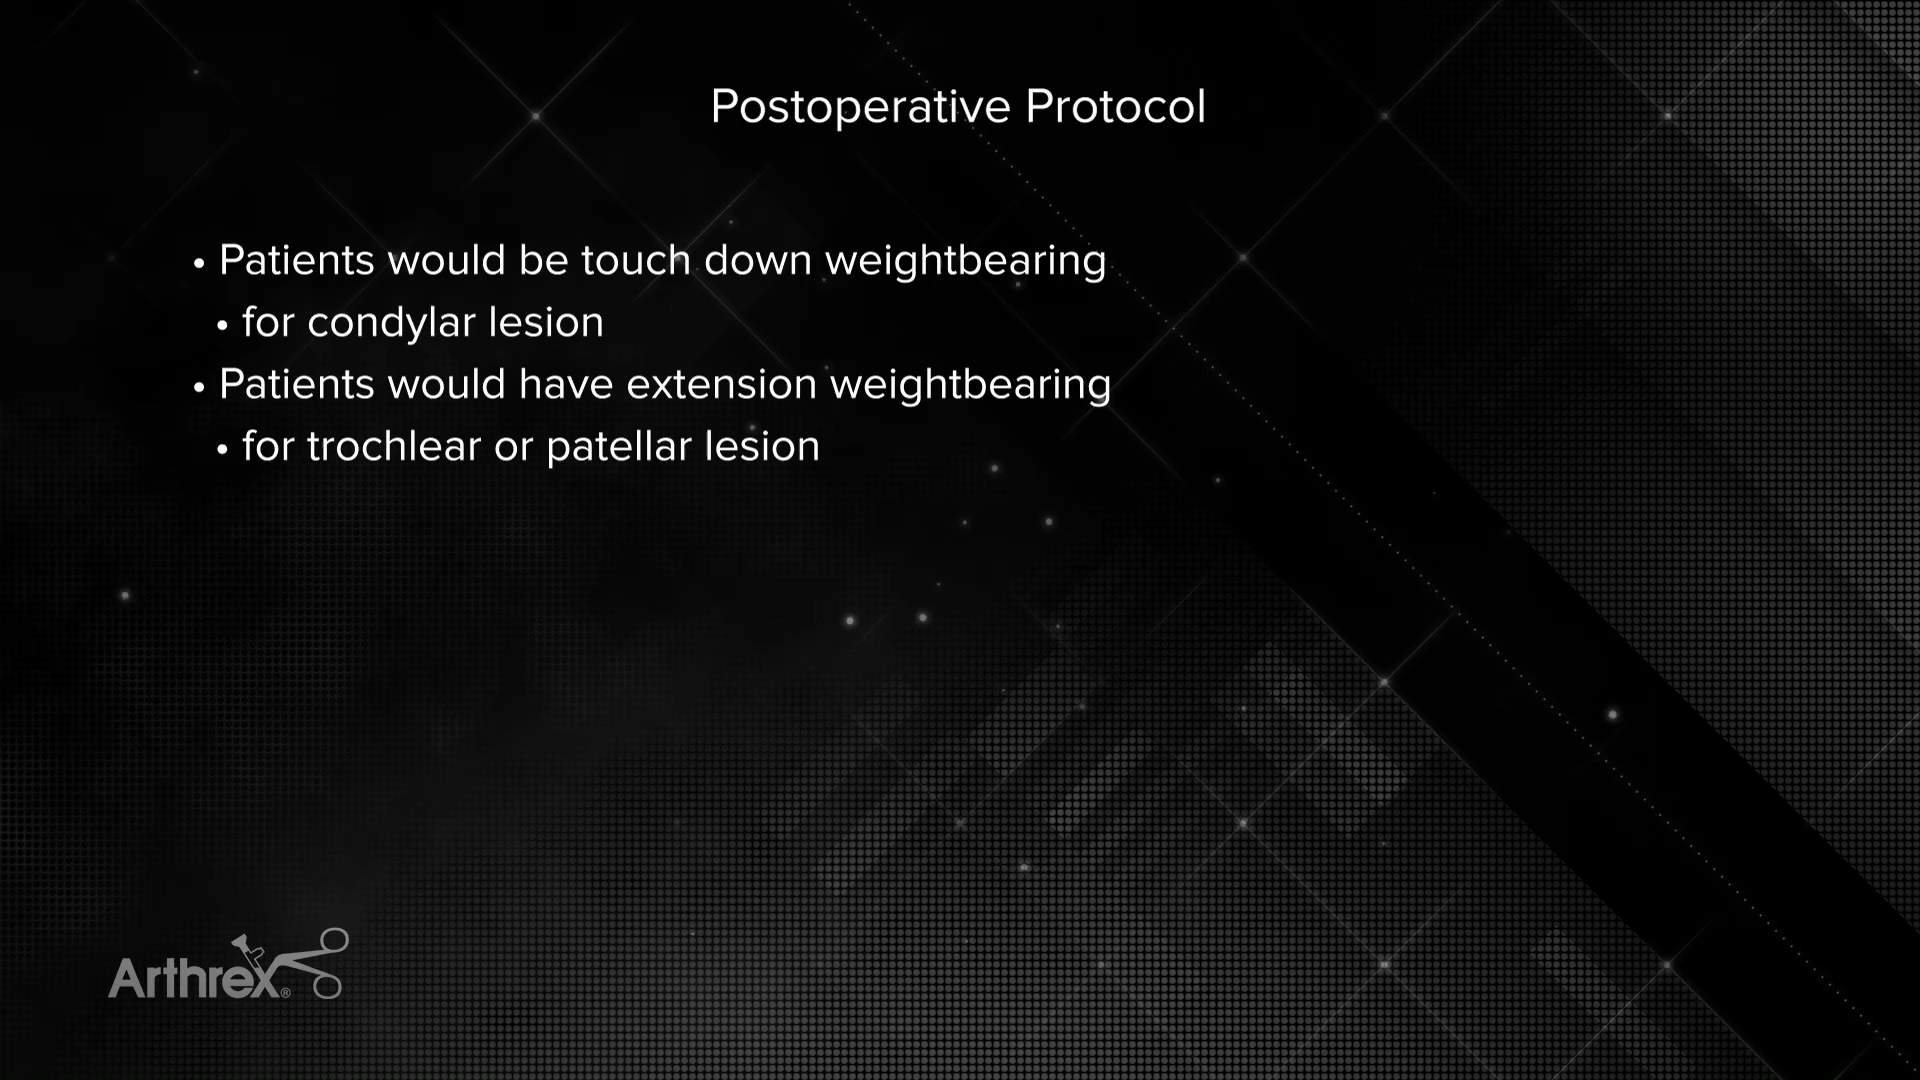 Postoperative Protocol
• Patients would be touch down weightbearing
• for condylar lesion
• Patients would have extension weightbearing
• for trochlear or patellar lesion
Arthrex®